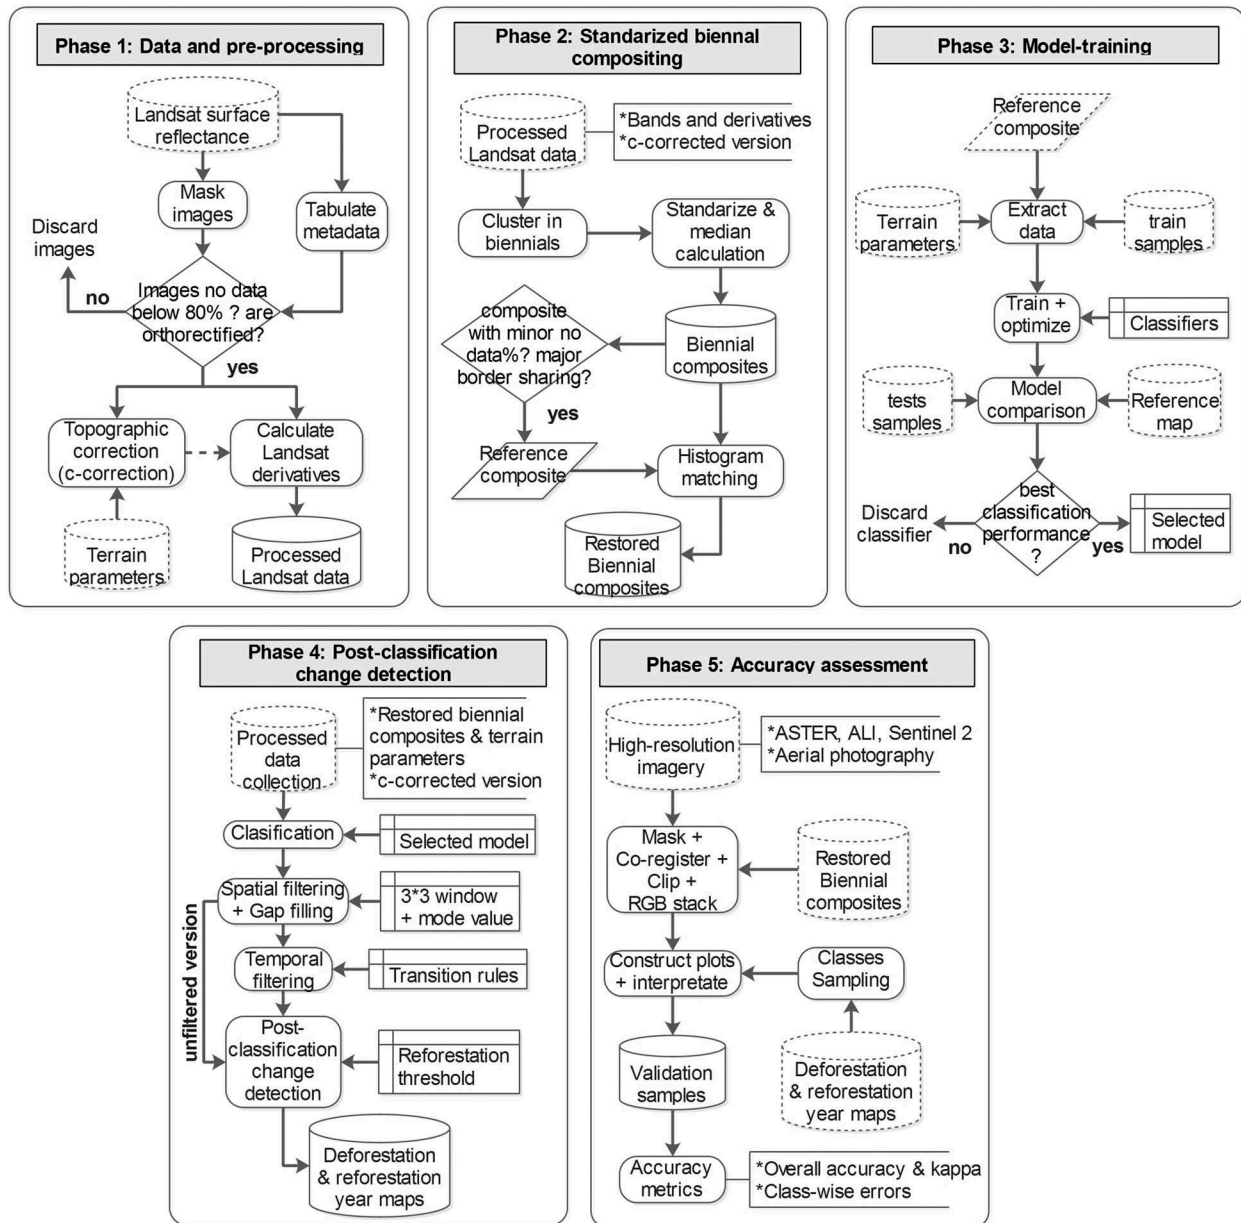 Phase 1: Data and pre-processing
Landsat surface
reflectance
Mask
images
Tabulate
metadata
Discard
images
no
Images no data
below 80% ? are
orthorectified?
yes
Topographic
correction
(c-correction)
Calculate
Landsat
derivatives
Terrain
parameters
Processed
Landsat data
Phase 2: Standarized biennal
compositing
Processed
Landsat data
*Bands and derivatives
*c-corrected version
Cluster in
biennials
Standarize &
median
calculation
composite
with minor no
data%? major
border sharing?
Biennial
composites
yes
Reference
composite
Histogram
matching
Restored
Biennial
composites
Phase 3: Model-training
Reference
composite
Terrain
parameters
Extract
data
train
samples
Train +
optimize
Classifiers
tests
samples
Model
comparison
Reference
map
best
classification
performance
?
Discard
classifier
no
yes
Selected
model
Phase 4: Post-classification
change detection
Processed
data
collection
*Restored biennial
composites & terrain
parameters
*c-corrected version
Clasification
Selected model
Spatial filtering
+ Gap filling
3*3 window
+ mode value
unfiltered version
Temporal
filtering
Transition rules
Post-
classification
change
detection
Reforestation
threshold
Deforestation
& reforestation
year maps
Phase 5: Accuracy assessment
High-resolution
imagery
*ASTER, ALI, Sentinel 2
*Aerial photography
Mask +
Co-register +
Clip +
RGB stack
Restored
Biennial
composites
Construct plots
+ interpretate
Classes
Sampling
Validation
samples
Deforestation
& reforestation
year maps
Accuracy
metrics
*Overall accuracy & kappa
*Class-wise errors